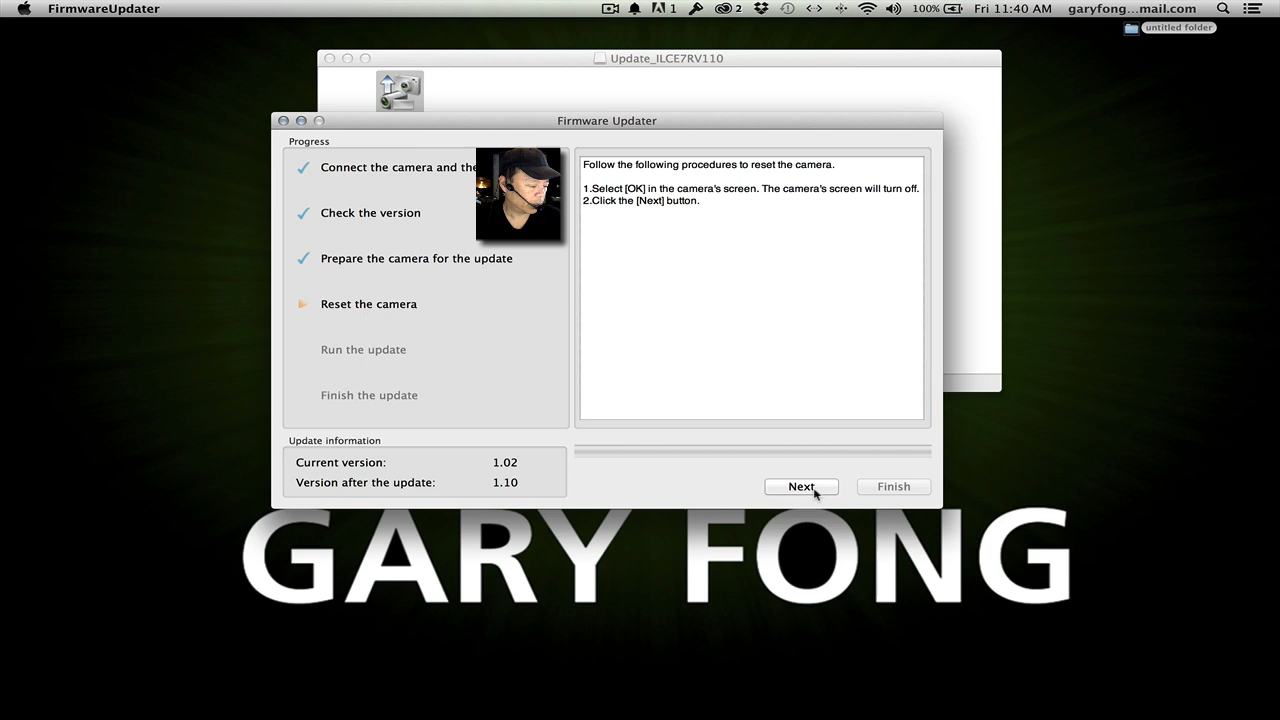 FirmwareUpdater
1
2
100%
Fri 11:40 AM
garyfong...mail.com
untitled folder
Update_ILCE7RV110
Firmware Updater
Progress
Connect the camera and the
Check the version
Prepare the camera for the update
Reset the camera
Run the update
Finish the update
Follow the following procedures to reset the camera.
1.Select [OK] in the camera's screen. The camera's screen will turn off.
2.Click the [Next] button.
Update information
Current version: 1.02
Version after the update: 1.10
Next
Finish
GARY FONG